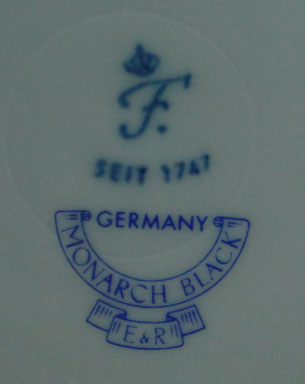 F.
SEIT 1747
GERMANY
MONARCH BLACK
E&R